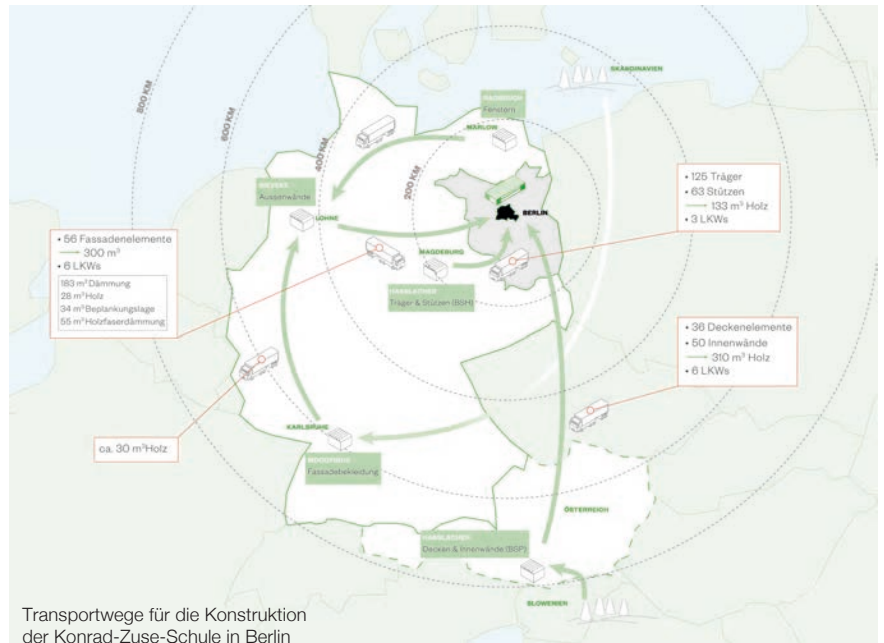 SKANDINAVIEN
Fenstern
MARLOW
800 KM
600 KM
400 KM
200 KM
Aussenwände
LOHNE
BERLIN
• 125 Träger
• 63 Stützen
→ 133 m³ Holz
• 3 LKWs
MAGDEBURG
Träger & Stützen (BSH)
• 56 Fassadenelemente
→ 300 m³
• 6 LKWs
183 m³ Dämmung
28 m³ Holz
34 m³ Beplankungslage
55 m³ Holzfaserdämmung
• 36 Deckenelemente
• 50 Innenwände
→ 310 m³ Holz
• 6 LKWs
ca. 30 m³ Holz
KARLSRUHE
Fassadebekleidung
ÖSTERREICH
HASSLACHER
Decken & Innenwände (BSP)
SLOWENIEN
Transportwege für die Konstruktion
der Konrad-Zuse-Schule in Berlin